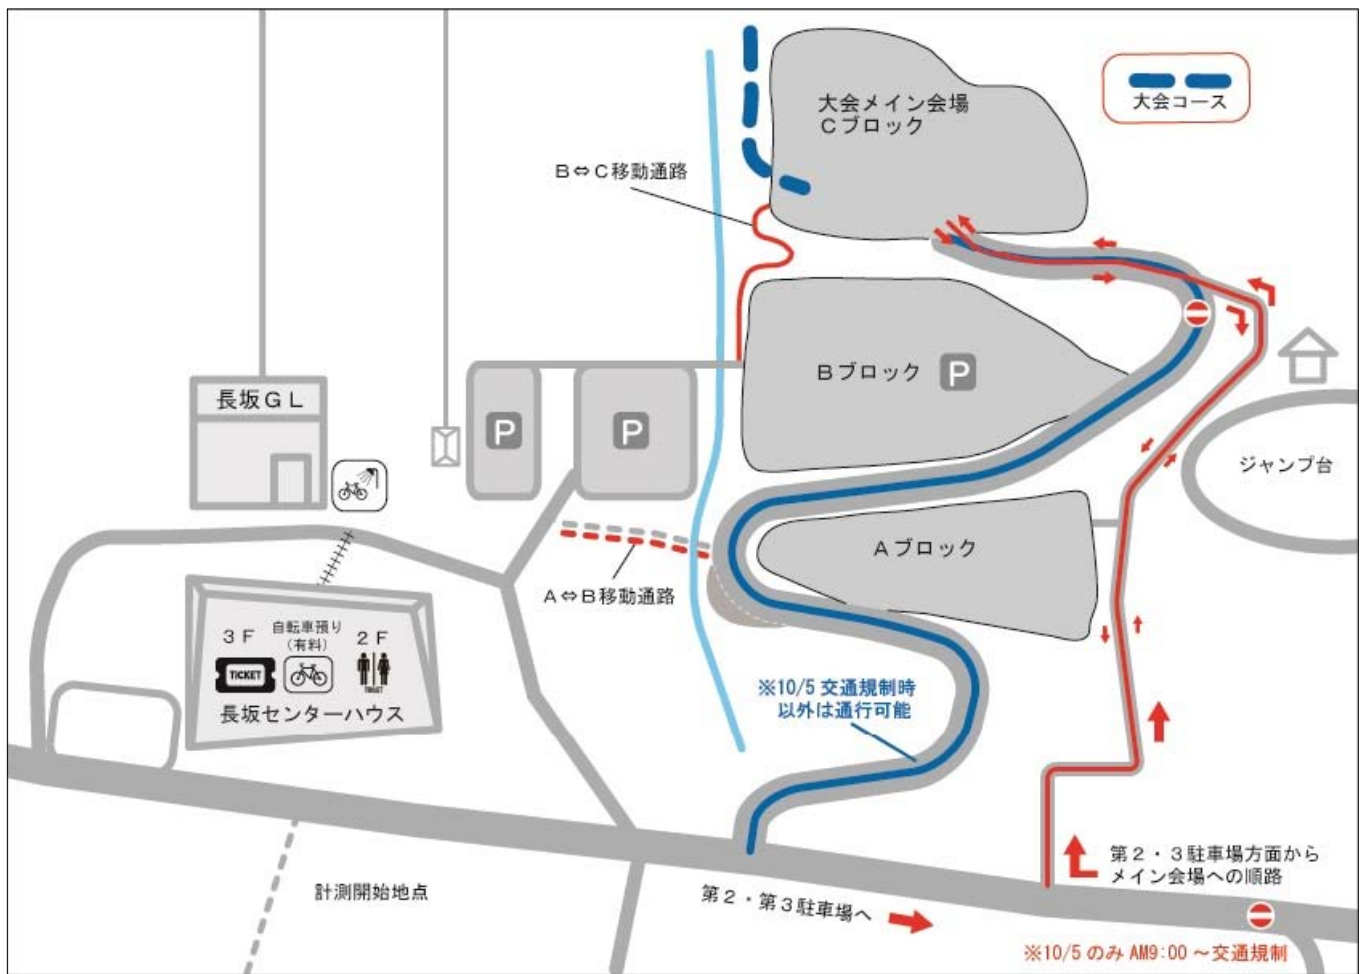 大会メイン会場
Cブロック
大会コース
B⇔C移動通路
Bブロック
P
長坂GL
P
P
ジャンプ台
Aブロック
A⇔B移動通路
3F
自転車預り
(有料)
2F
TICKET
TOILET
長坂センターハウス
※10/5 交通規制時
以外は通行可能
第2・3駐車場方面から
メイン会場への順路
計測開始地点
第2・第3駐車場へ
※10/5 のみ AM9:00 ～交通規制